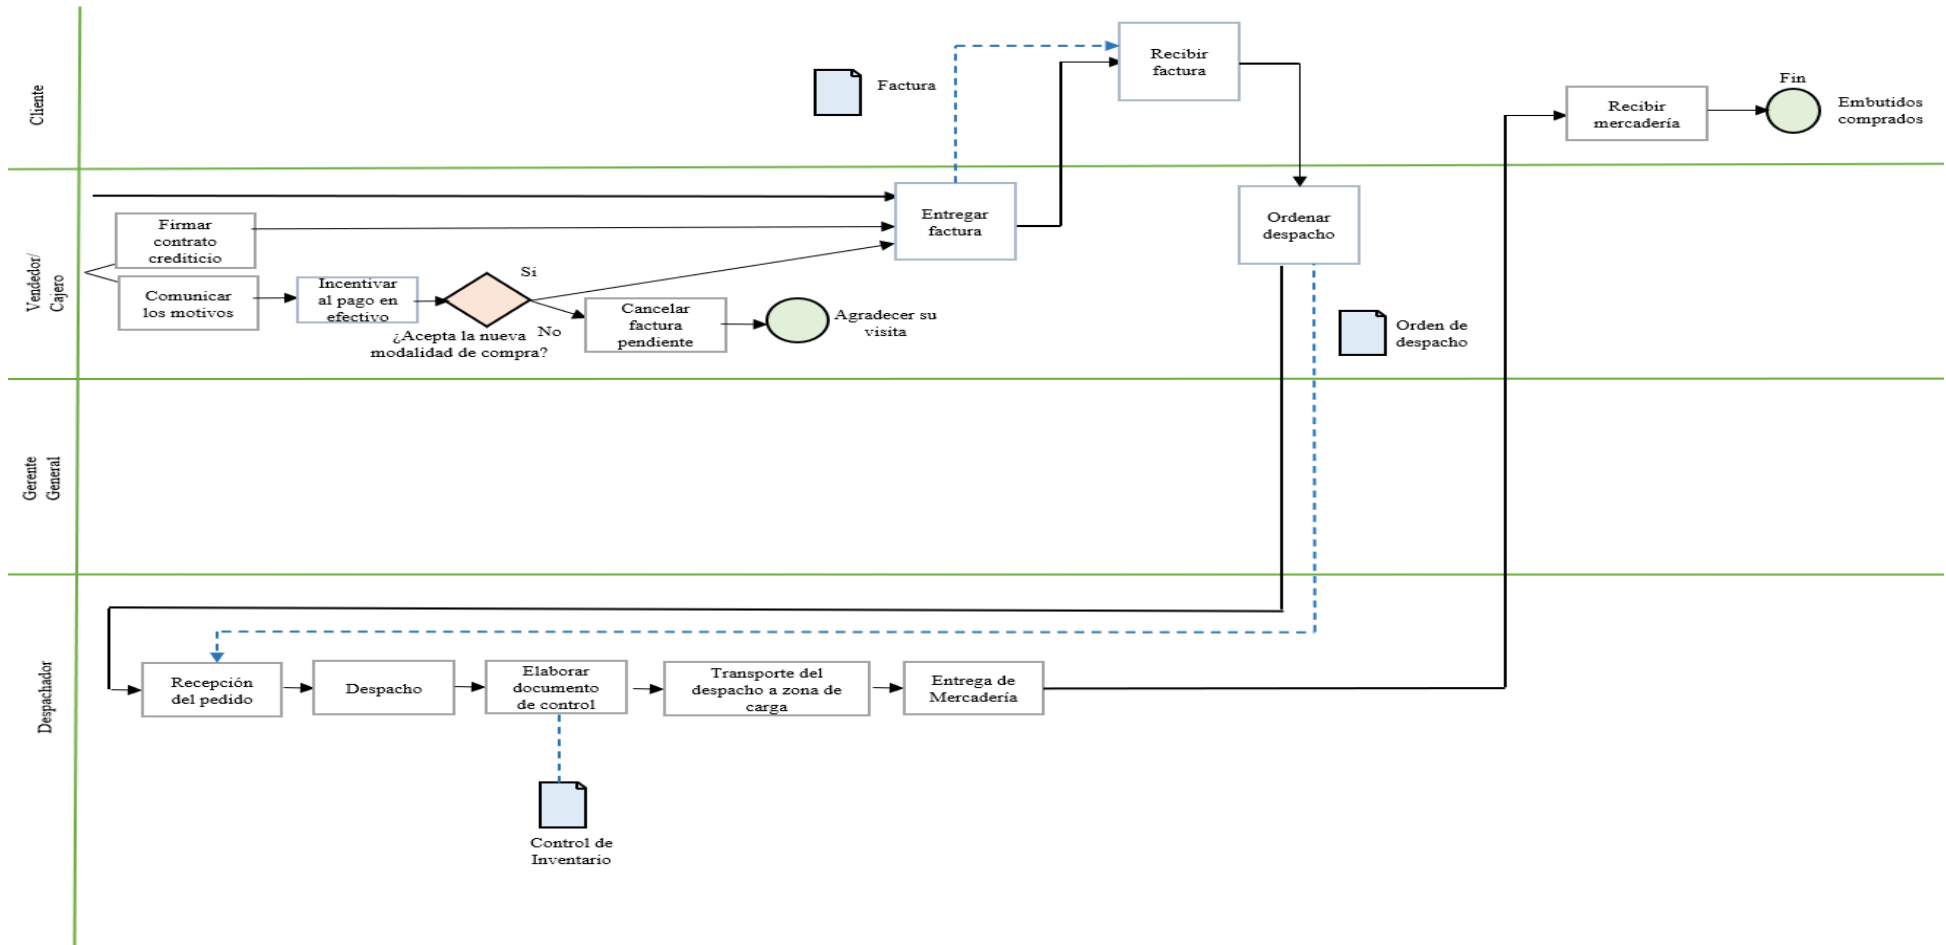 Cliente
Factura
Recibir
factura
Recibir
mercadería
Fin
Embutidos
comprados
Vendedor/
Cajero
Firmar
contrato
crediticio
Comunicar
los motivos
Incentivar
al pago en
efectivo
Si
No
¿Acepta la nueva
modalidad de compra?
Cancelar
factura
pendiente
Agradecer su
visita
Entregar
factura
Ordenar
despacho
Orden de
despacho
Gerente
General
Despachador
Recepción
del pedido
Despacho
Elaborar
documento
de control
Transporte del
despacho a zona de
carga
Entrega de
Mercadería
Control de
Inventario